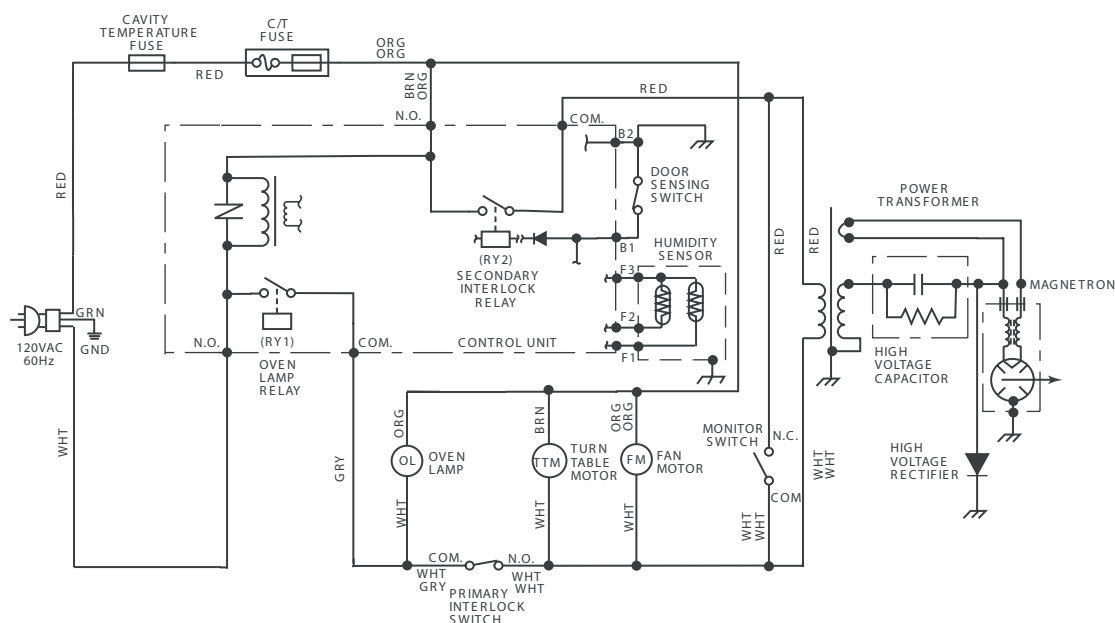 CAVITY
TEMPERATURE
FUSE
C/T
FUSE
RED
ORG
ORG
BRN
ORG
RED
N.O.
COM.
B2
DOOR
SENSING
SWITCH
POWER
TRANSFORMER
RED
RED
RED
(RY2)
SECONDARY
INTERLOCK
RELAY
B1
HUMIDITY
SENSOR
F3
F2
F1
MAGNETRON
GRN
GND
120VAC
60Hz
N.O.
(RY1)
OVEN
LAMP
RELAY
COM.
CONTROL UNIT
HIGH
VOLTAGE
CAPACITOR
WHT
GRY
ORG
OL
OVEN
LAMP
WHT
BRN
TTM
TURN
TABLE
MOTOR
WHT
ORG
ORG
FM
FAN
MOTOR
WHT
MONITOR
SWITCH
N.C.
COM
WHT
WHT
WHT
WHT
HIGH
VOLTAGE
RECTIFIER
COM.
N.O.
WHT
GRY
WHT
WHT
PRIMARY
INTERLOCK
SWITCH